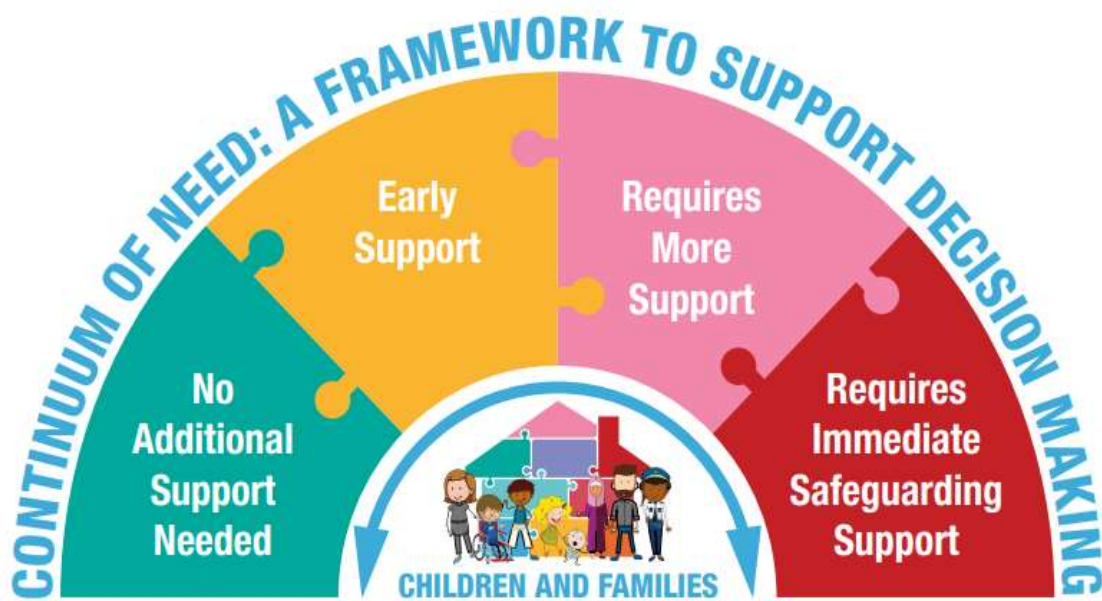 CONTINUUM OF NEED: A FRAMEWORK TO SUPPORT DECISION MAKING
No
Additional
Support
Needed
Early
Support
Requires
More
Support
Requires
Immediate
Safeguarding
Support
CHILDREN AND FAMILIES